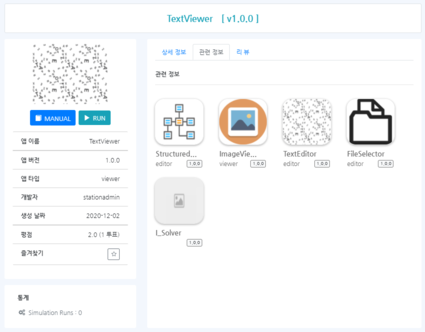 TextViewer [ v1.0.0 ]
MANUAL
RUN
앱 이름 TextViewer
앱 버전 1.0.0
앱 타입 viewer
개발자 stationadmin
생성 날짜 2020-12-02
평점 2.0 (1 투표)
즐겨찾기
통계
Simulation Runs : 0
상세 정보 관련 정보 리뷰
관련 정보
Structured...
editor 1.0.0
ImageVie...
viewer 1.0.0
TextEditor
editor 1.0.0
FileSelector
editor 1.0.0
I_Solver
1.0.0